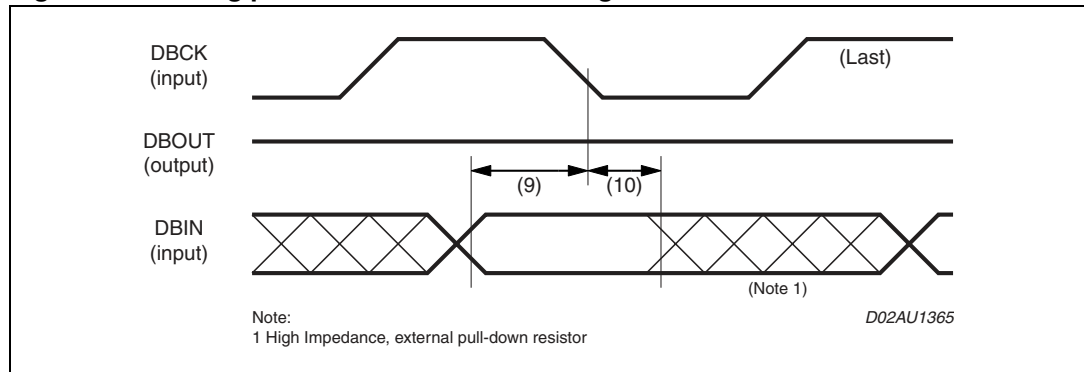 DBCK
(input)
(Last)
DBOUT
(output)
(9)
(10)
DBIN
(input)
(Note 1)
Note:
1 High Impedance, external pull-down resistor
D02AU1365